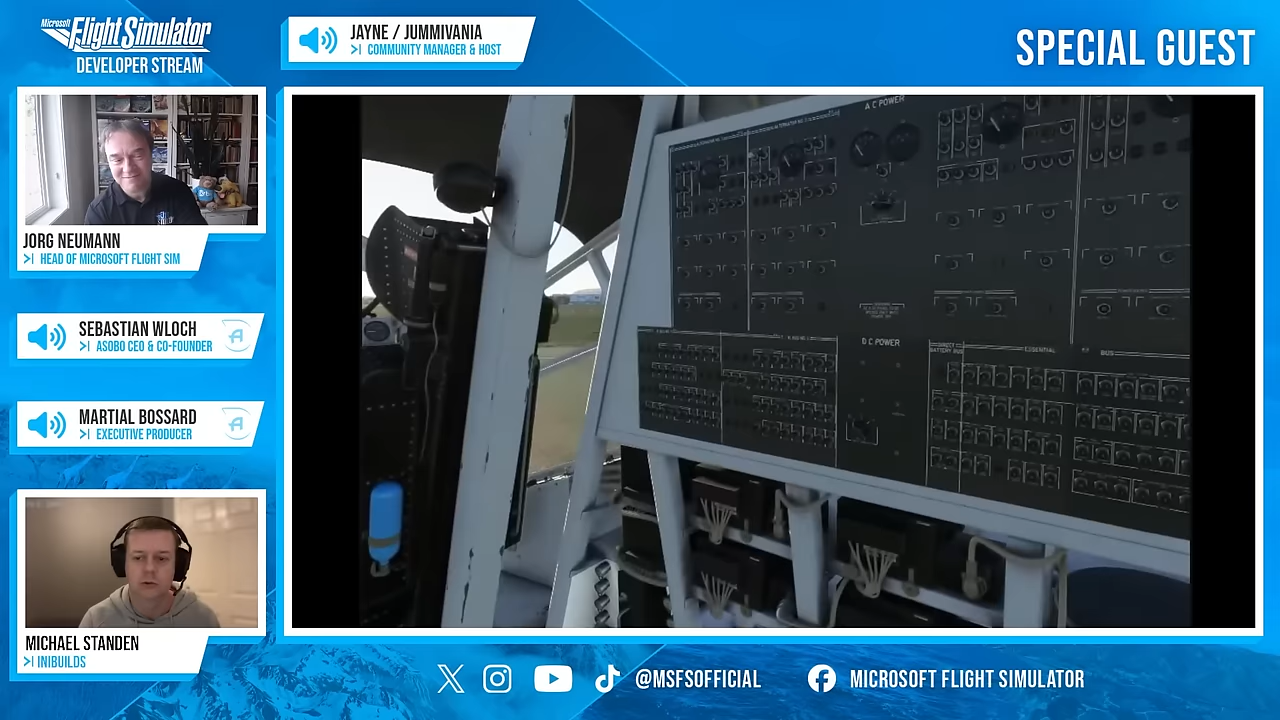 Microsoft
Flight Simulator
DEVELOPER STREAM
JAYNE / JUMMIVANIA
>| COMMUNITY MANAGER & HOST
SPECIAL GUEST
JORG NEUMANN
>| HEAD OF MICROSOFT FLIGHT SIM
SEBASTIAN WLOCH
>| ASOBO CEO & CO-FOUNDER
MARTIAL BOSSARD
>| EXECUTIVE PRODUCER
MICHAEL STANDEN
>| INIBUILDS
AC POWER
DC POWER
ESSENTIAL
BUS
@MSFSOFFICIAL
MICROSOFT FLIGHT SIMULATOR